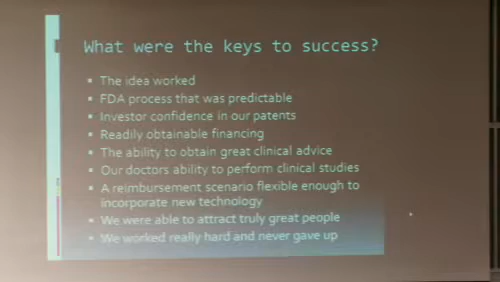 What were the keys to success?
▪ The idea worked
▪ FDA process that was predictable
▪ Investor confidence in our patents
▪ Readily obtainable financing
▪ The ability to obtain great clinical advice
▪ Our doctors ability to perform clinical studies
▪ A reimbursement scenario flexible enough to
incorporate new technology
▪ We were able to attract truly great people
▪ We worked really hard and never gave up